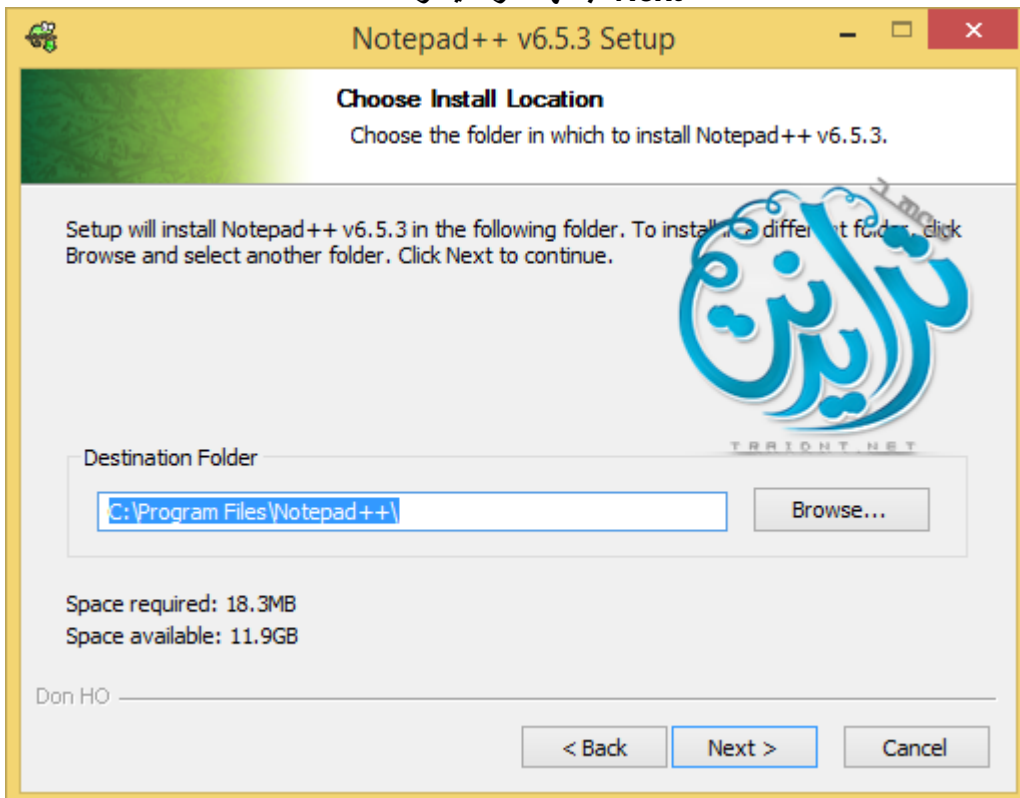 Next
Notepad++ v6.5.3 Setup
Choose Install Location
Choose the folder in which to install Notepad++ v6.5.3.
Setup will install Notepad++ v6.5.3 in the following folder. To install in a different folder, click
Browse and select another folder. Click Next to continue.
ترايدنت
TRAIDNT.NET
Destination Folder
C:\Program Files\Notepad++\
Browse...
Space required: 18.3MB
Space available: 11.9GB
Don HO
< Back
Next >
Cancel